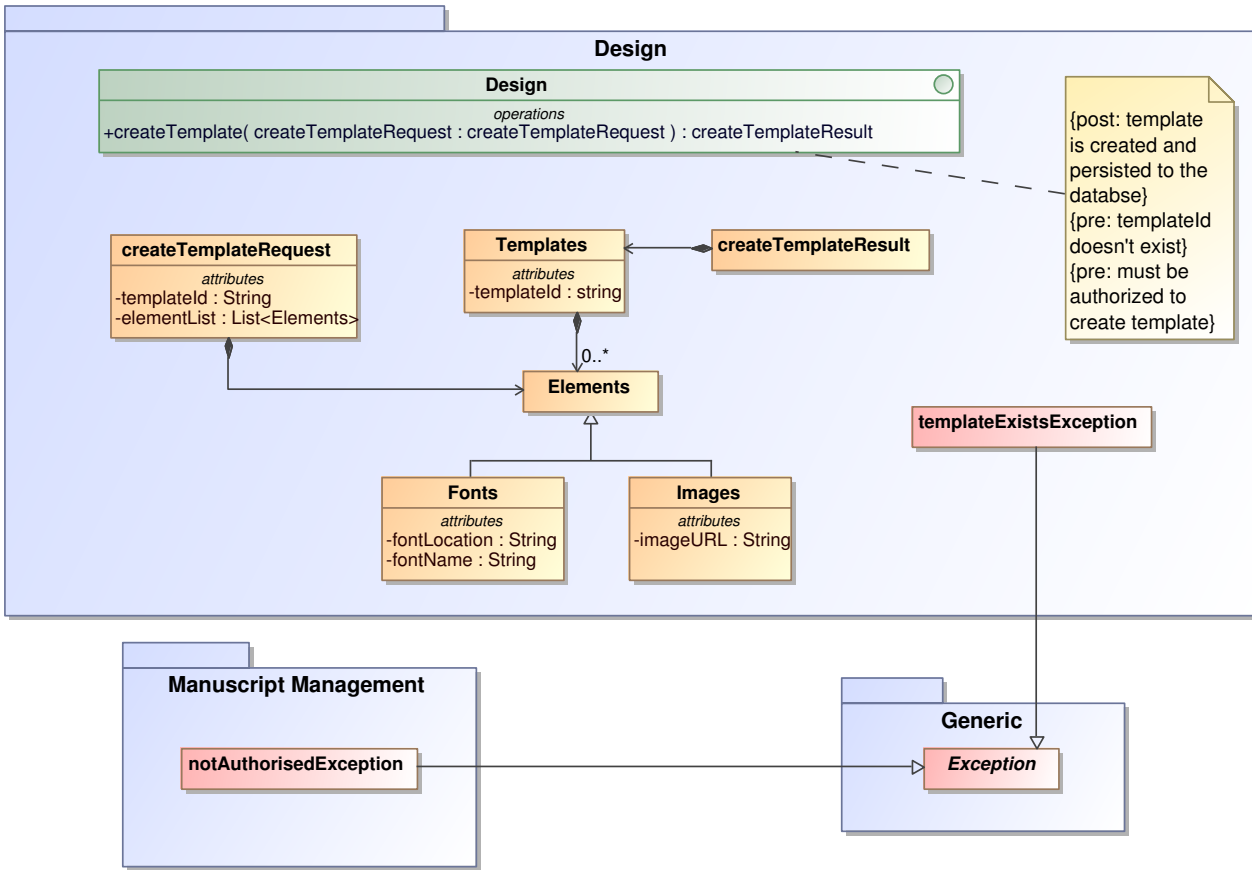 Design
Design
operations
+createTemplate( createTemplateRequest : createTemplateRequest ) : createTemplateResult
{post: template
is created and
persisted to the
databse}
{pre: templateId
doesn't exist}
{pre: must be
authorized to
create template}
createTemplateRequest
attributes
-templateId : String
-elementList : List<Elements>
Templates
attributes
-templateId : string
createTemplateResult
0..*
Elements
templateExistsException
Fonts
attributes
-fontLocation : String
-fontName : String
Images
attributes
-imageURL : String
Manuscript Management
notAuthorisedException
Generic
Exception